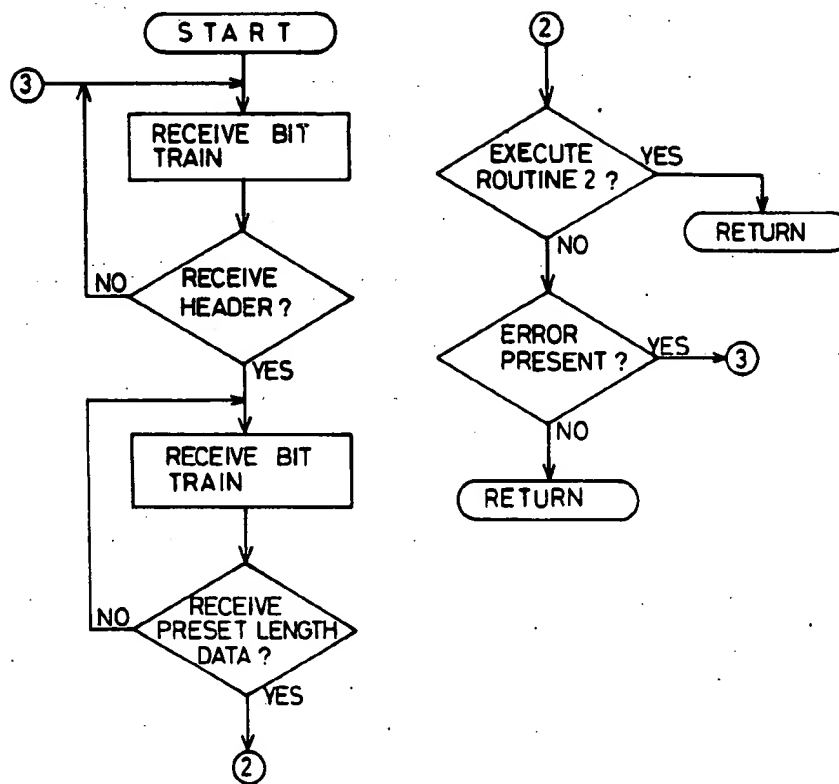 START
3
RECEIVE BIT
TRAIN
NO
RECEIVE
HEADER ?
YES
RECEIVE BIT
TRAIN
NO
RECEIVE
PRESET LENGTH
DATA ?
YES
2
2
EXECUTE
ROUTINE 2 ?
YES
RETURN
NO
ERROR
PRESENT ?
YES
3
NO
RETURN